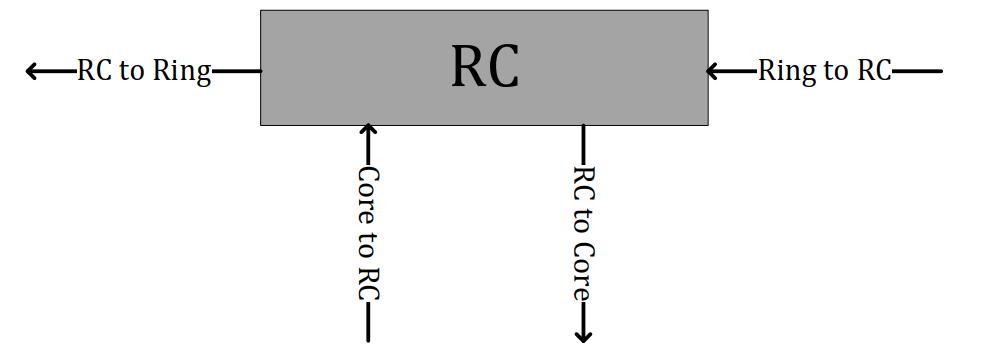 RC
RC to Ring
Ring to RC
Core to RC
RC to Core